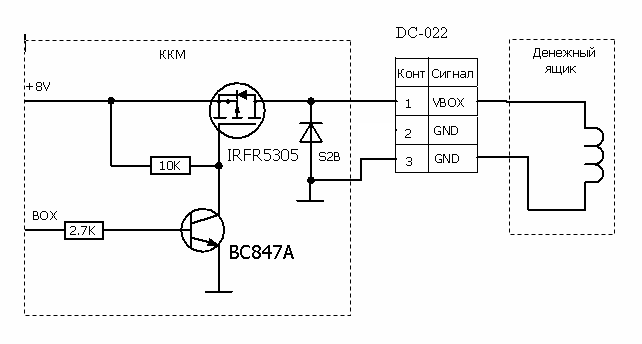 DC-022
ККМ
Денежный
ящик
+8V
Конт Сигнал
1 VBOX
2 GND
3 GND
IRFR5305
S2B
10K
BOX
2.7K
BC847A